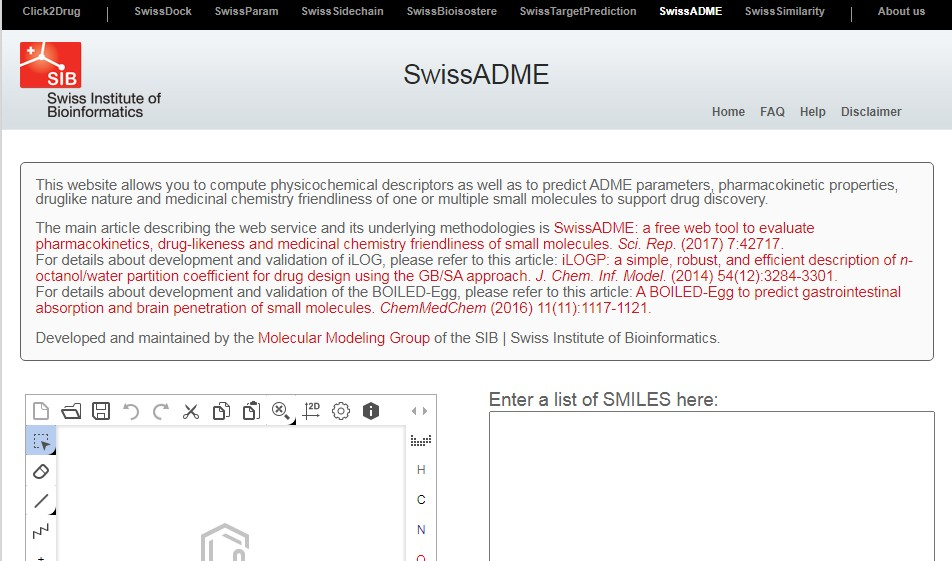 Click2Drug | SwissDock SwissParam SwissSidechain SwissBioisostere SwissTargetPrediction SwissADME SwissSimilarity | About us
SIB
Swiss Institute of
Bioinformatics
SwissADME
Home FAQ Help Disclaimer
This website allows you to compute physicochemical descriptors as well as to predict ADME parameters, pharmacokinetic properties,
druglike nature and medicinal chemistry friendliness of one or multiple small molecules to support drug discovery.
The main article describing the web service and its underlying methodologies is SwissADME: a free web tool to evaluate
pharmacokinetics, drug-likeness and medicinal chemistry friendliness of small molecules. Sci. Rep. (2017) 7:42717.
For details about development and validation of iLOG, please refer to this article: iLOGP: a simple, robust, and efficient description of n-
octanol/water partition coefficient for drug design using the GB/SA approach. J. Chem. Inf. Model. (2014) 54(12):3284-3301.
For details about development and validation of the BOILED-Egg, please refer to this article: A BOILED-Egg to predict gastrointestinal
absorption and brain penetration of small molecules. ChemMedChem (2016) 11(11):1117-1121.
Developed and maintained by the Molecular Modeling Group of the SIB | Swiss Institute of Bioinformatics.
Enter a list of SMILES here:
2D
H
C
N
O